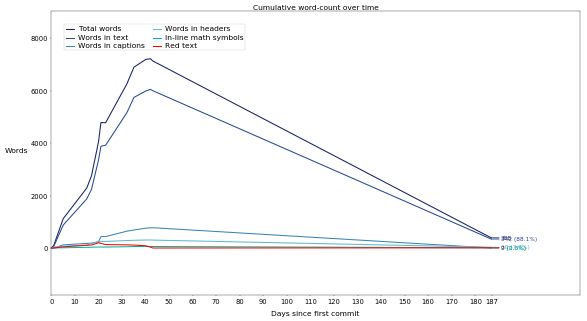 Cumulative word-count over time
Total words
Words in text
Words in captions
Words in headers
In-line math symbols
Red text
8000
6000
4000
2000
0
Words
(88.1%)
0 10 20 30 40 50 60 70 80 90 100 110 120 130 140 150 160 170 180 187
Days since first commit